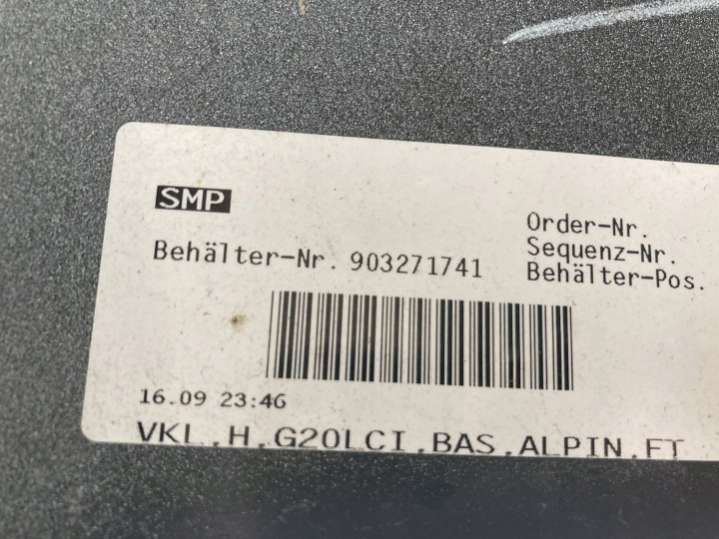 SMP
Order-Nr.
Sequenz-Nr.
Behälter-Nr. 903271741
Behälter-Pos.
16.09 23:46
VKL,H,G20LCI,BAS,ALPIN,FT